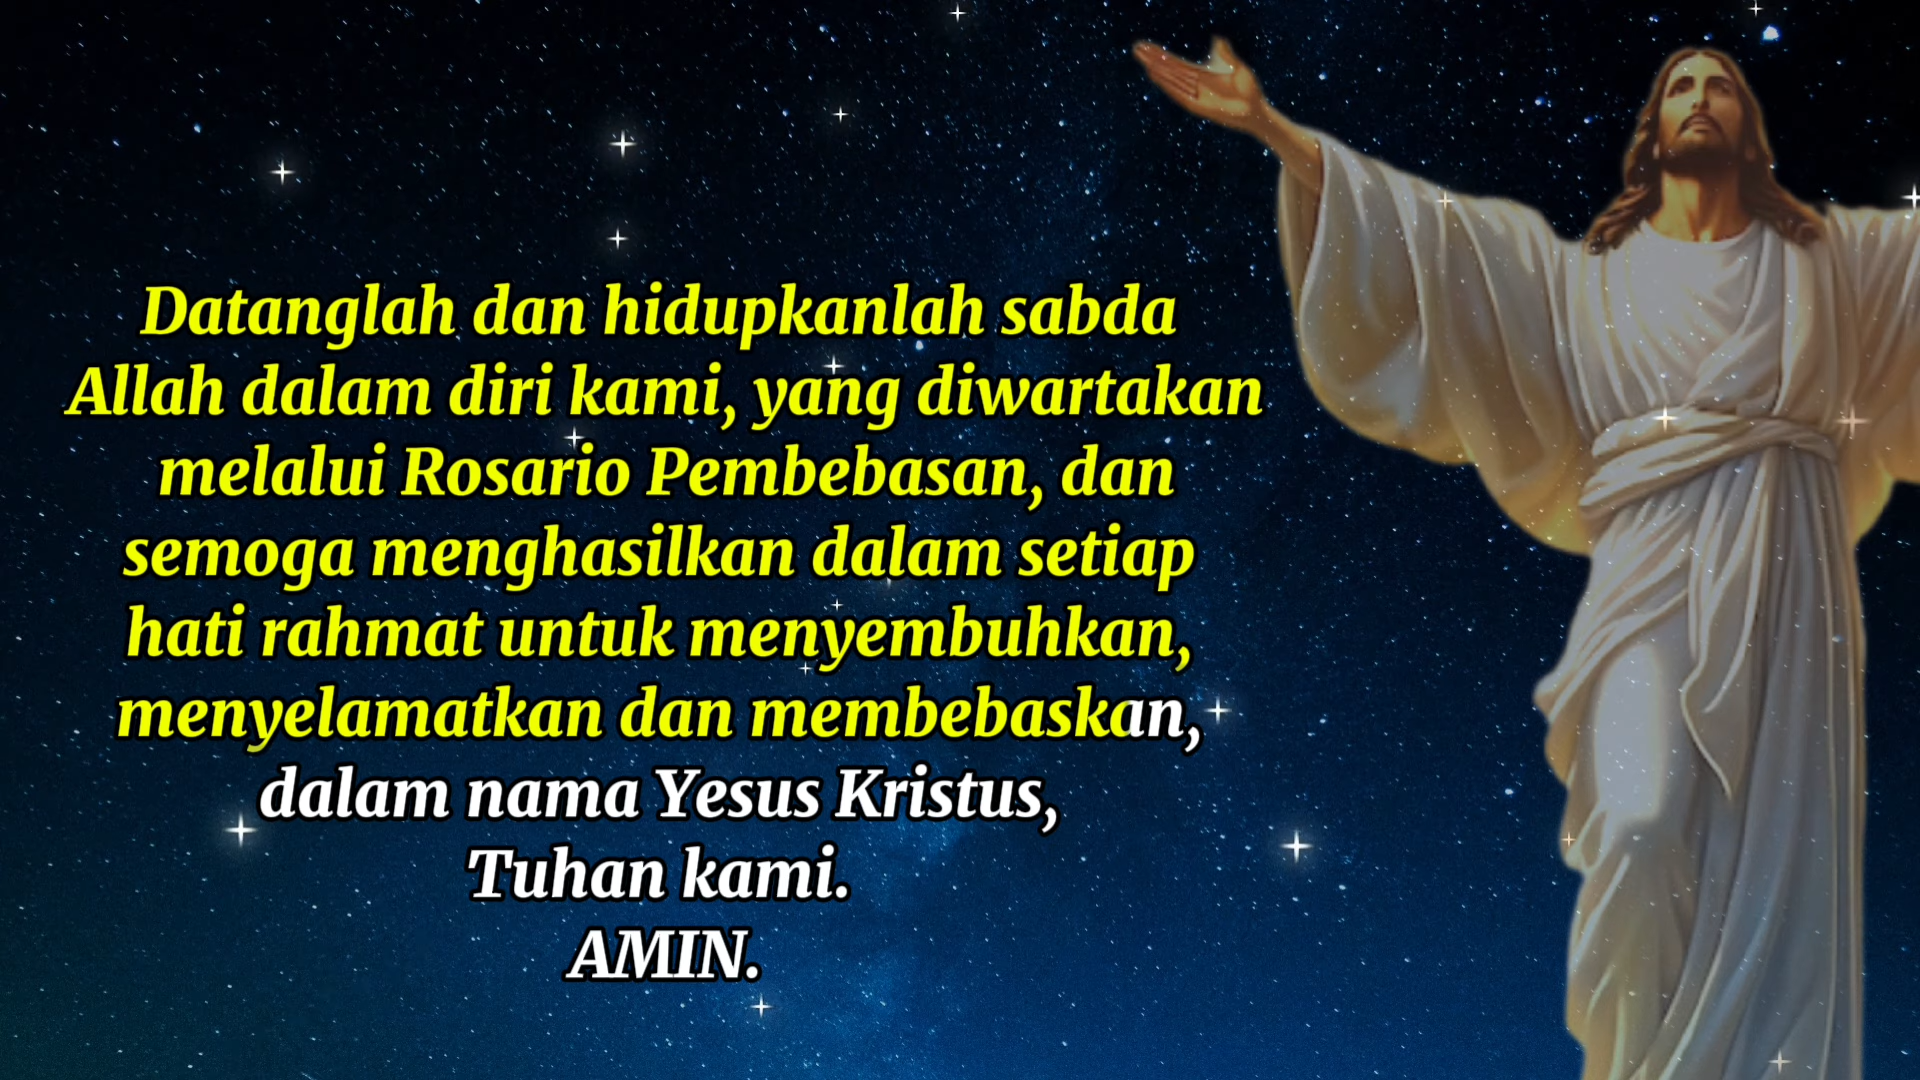 Datanglah dan hidupkanlah sabda
Allah dalam diri kami, yang diwartakan
melalui Rosario Pembebasan, dan
semoga menghasilkan dalam setiap
hati rahmat untuk menyembuhkan,
menyelamatkan dan membebaskan,
dalam nama Yesus Kristus,
Tuhan kami.
AMIN.